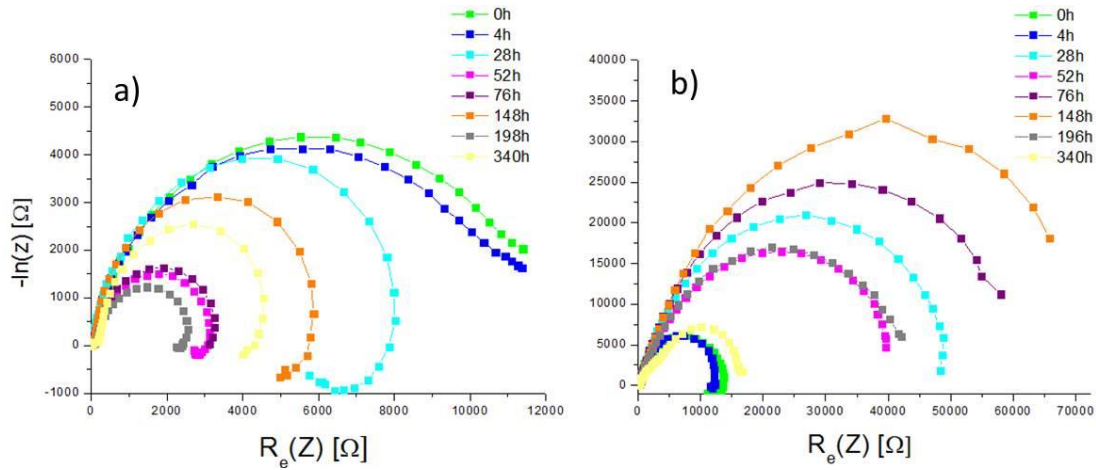 a)
0h
4h
28h
52h
76h
148h
198h
340h
6000
5000
4000
3000
2000
1000
0
-1000
-In(z) [Ω]
0 2000 4000 6000 8000 10000 12000
Re(Z) [Ω]
b)
0h
4h
28h
52h
76h
148h
196h
340h
40000
35000
30000
25000
20000
15000
10000
5000
0
0 10000 20000 30000 40000 50000 60000 70000
Re(Z) [Ω]